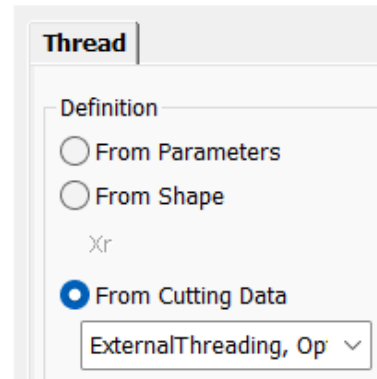 Thread
Definition
From Parameters
From Shape
Xr
From Cutting Data
ExternalThreading, Op